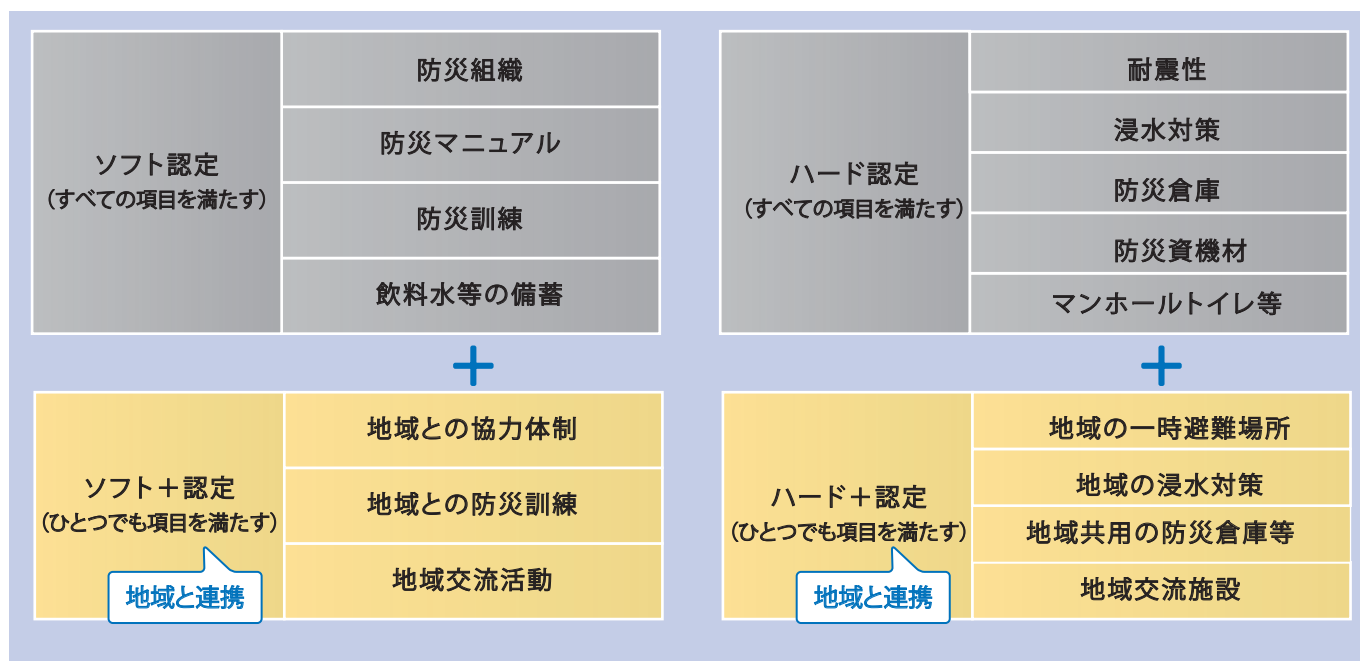 ソフト認定
(すべての項目を満たす)
防災組織
防災マニュアル
防災訓練
飲料水等の備蓄
+
ソフト+認定
(ひとつでも項目を満たす)
地域と連携
地域との協力体制
地域との防災訓練
地域交流活動
ハード認定
(すべての項目を満たす)
耐震性
浸水対策
防災倉庫
防災資機材
マンホールトイレ等
+
ハード+認定
(ひとつでも項目を満たす)
地域と連携
地域の一時避難場所
地域の浸水対策
地域共用の防災倉庫等
地域交流施設